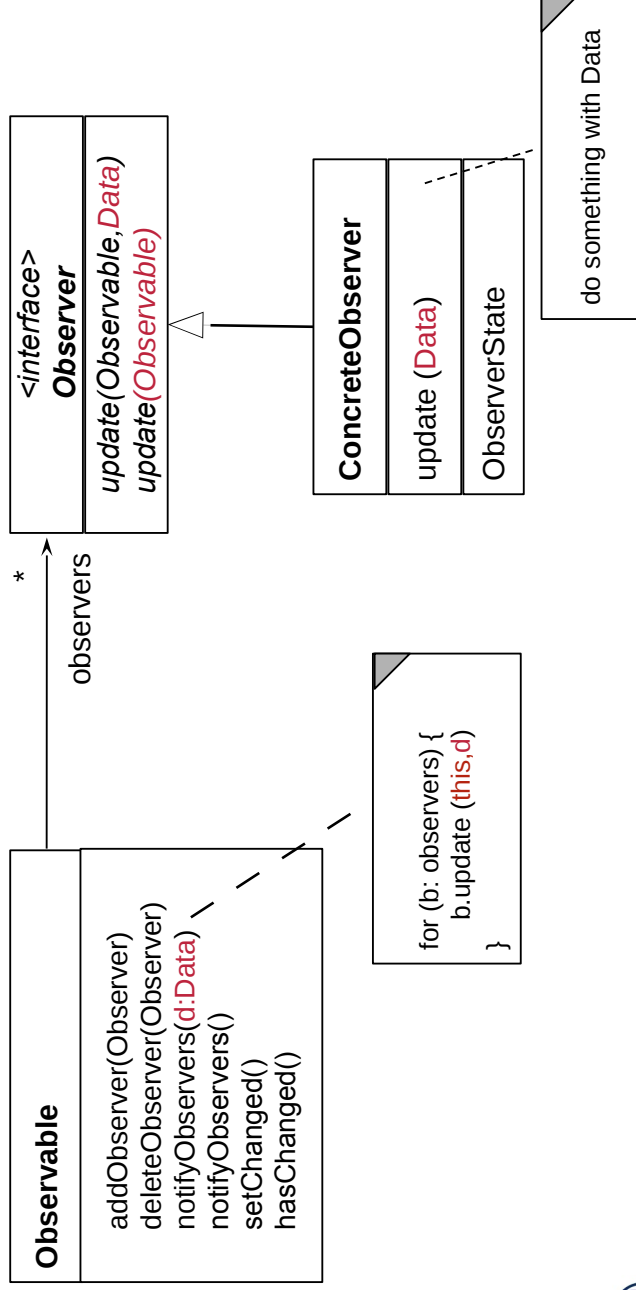 Observable
addObserver(Observer)
deleteObserver(Observer)
notifyObservers(d:Data)
notifyObservers()
setChanged()
hasChanged()
*
observers
<interface>
Observer
update(Observable,Data)
update(Observable)
for (b: observers) {
b.update (this,d)
}
ConcreteObserver
update (Data)
ObserverState
do something with Data